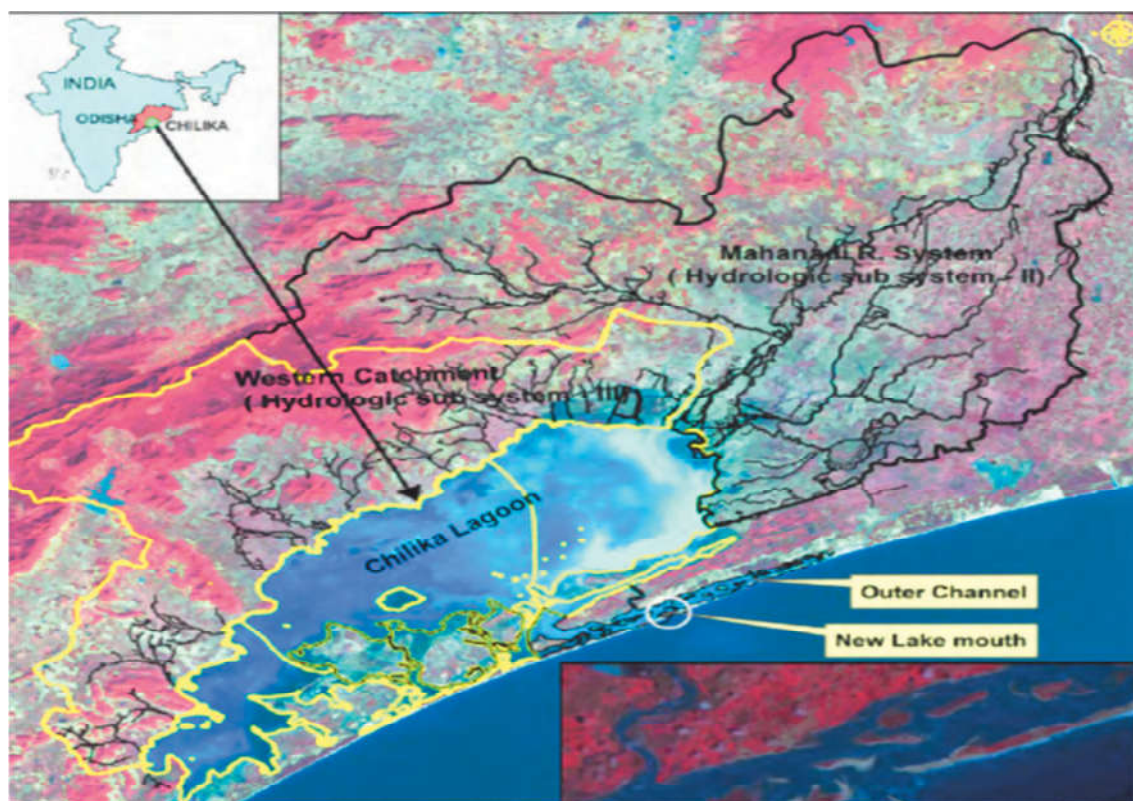 INDIA
ODISHA
CHILIKA
Mahanadi R. System
( Hydrologic sub system - II)
Western Catchment
( Hydrologic sub system - III)
Chilika Lagoon
Outer Channel
New Lake mouth